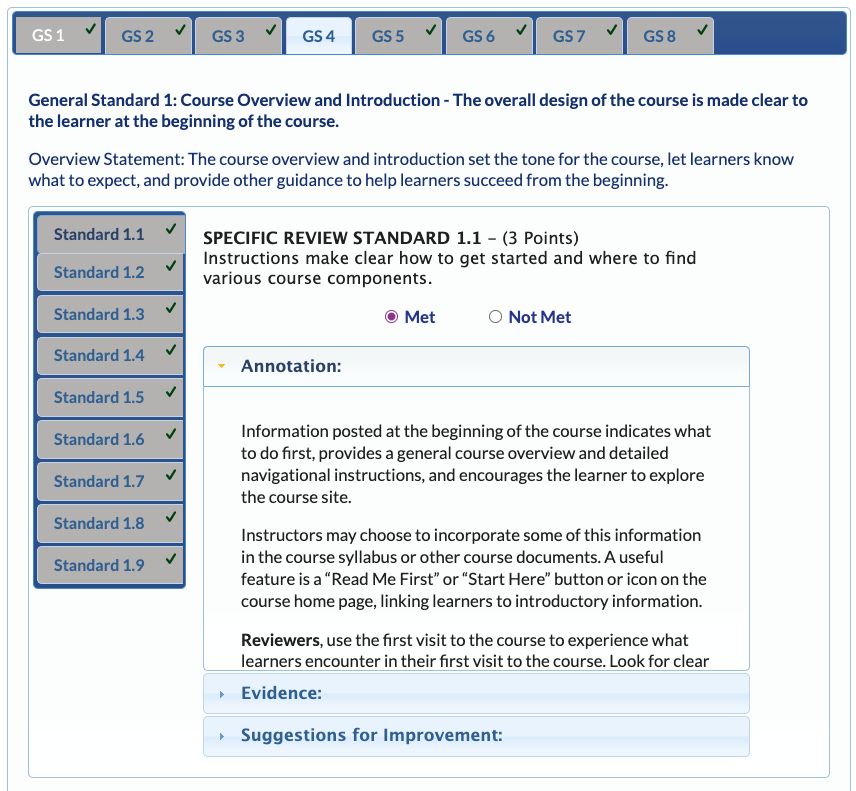 GS 1 GS 2 GS 3 GS 4 GS 5 GS 6 GS 7 GS 8
General Standard 1: Course Overview and Introduction - The overall design of the course is made clear to
the learner at the beginning of the course.
Overview Statement: The course overview and introduction set the tone for the course, let learners know
what to expect, and provide other guidance to help learners succeed from the beginning.
Standard 1.1
Standard 1.2
Standard 1.3
Standard 1.4
Standard 1.5
Standard 1.6
Standard 1.7
Standard 1.8
Standard 1.9
SPECIFIC REVIEW STANDARD 1.1 – (3 Points)
Instructions make clear how to get started and where to find
various course components.
Met Not Met
Annotation:
Information posted at the beginning of the course indicates what
to do first, provides a general course overview and detailed
navigational instructions, and encourages the learner to explore
the course site.
Instructors may choose to incorporate some of this information
in the course syllabus or other course documents. A useful
feature is a “Read Me First” or “Start Here” button or icon on the
course home page, linking learners to introductory information.
Reviewers, use the first visit to the course to experience what
learners encounter in their first visit to the course. Look for clear
Evidence:
Suggestions for Improvement: